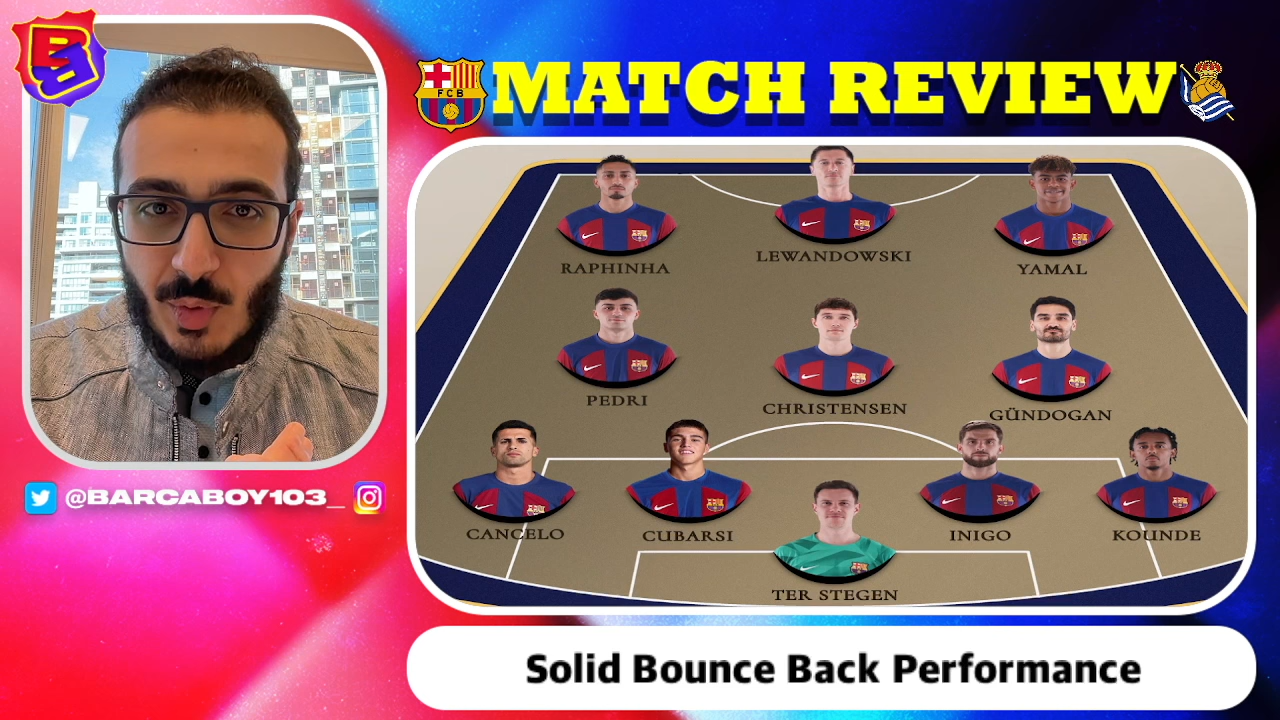 MATCH REVIEW
FCB
RAPHINHA
LEWANDOWSKI
YAMAL
PEDRI
CHRISTENSEN
GÜNDOGAN
CANCELO
CUBARSI
INIGO
KOUNDE
TER STEGEN
@BARCABOY103_
Solid Bounce Back Performance